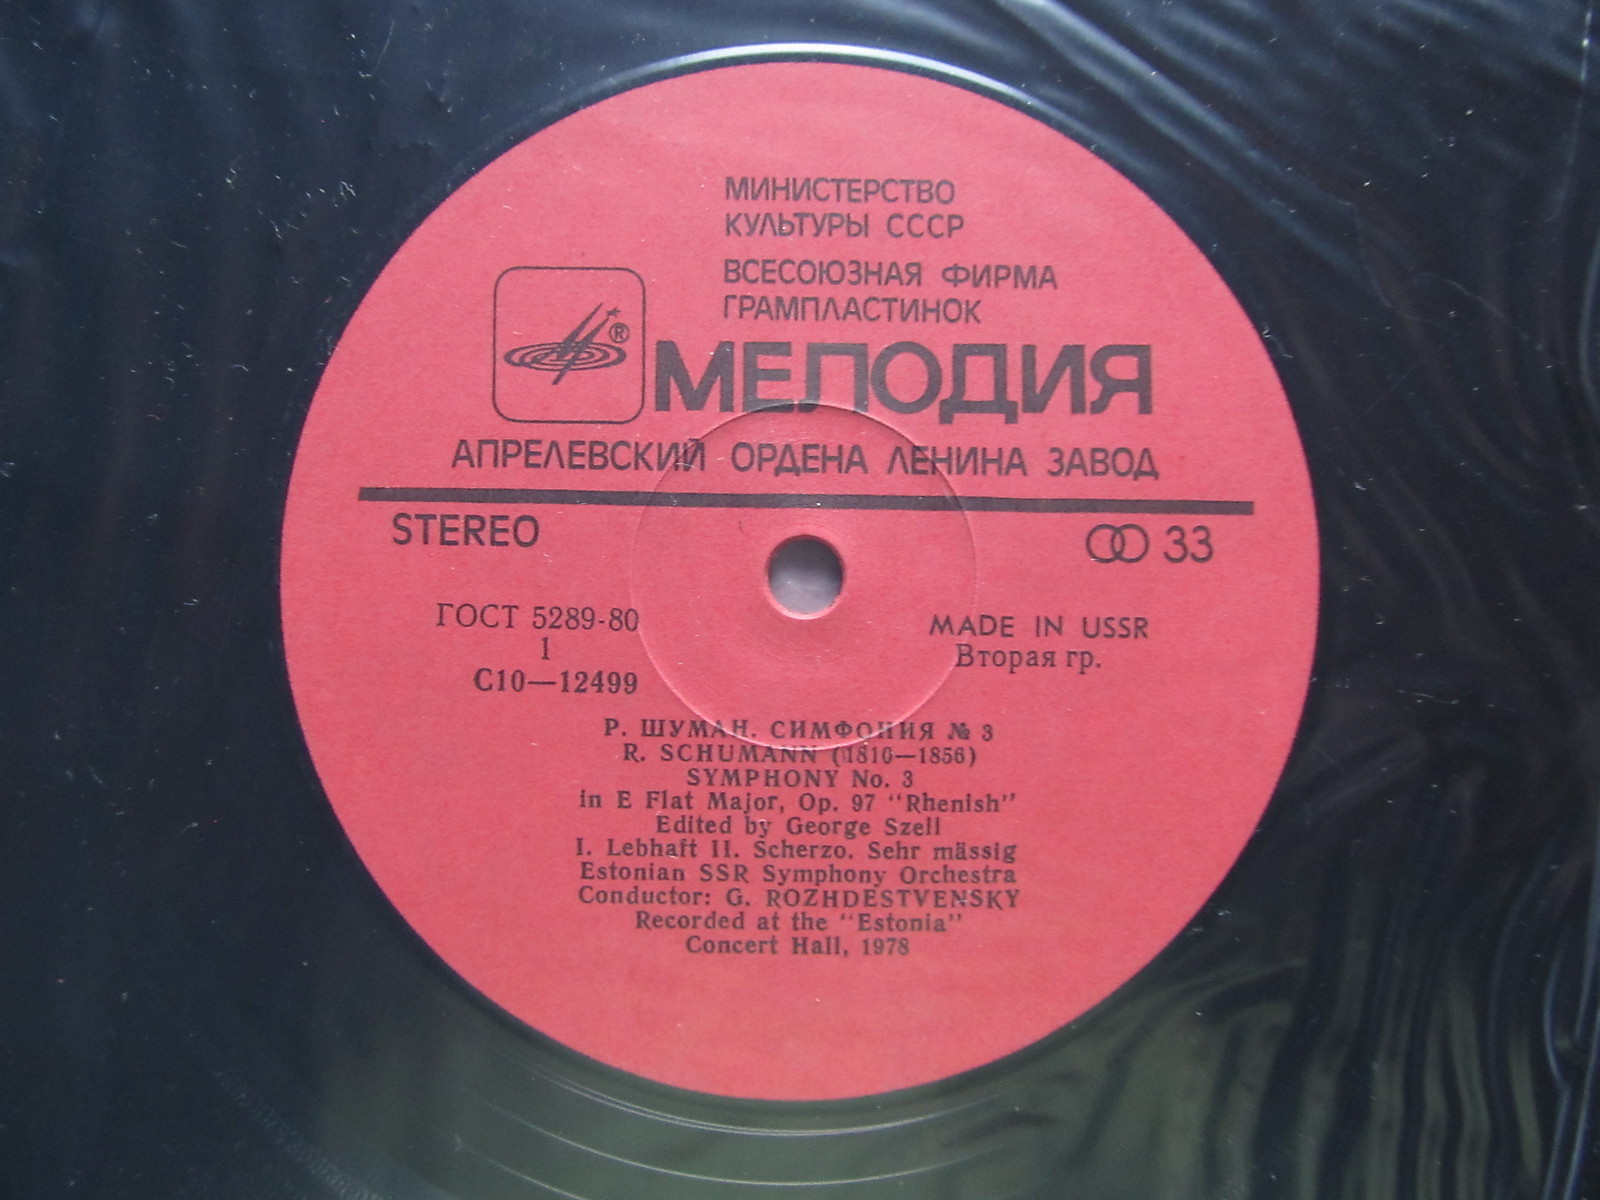 МИНИСТЕРСТВО
КУЛЬТУРЫ СССР
ВСЕСОЮЗНАЯ ФИРМА
ГРАМПЛАСТИНОК
®
МЕЛОДИЯ
АПРЕЛЕВСКИЙ ОРДЕНА ЛЕНИНА ЗАВОД
STEREO
33
ГОСТ 5289-80
1
С10—12499
MADE IN USSR
Вторая гр.
Р. ШУМАН. СИМФОНИЯ № 3
R. SCHUMANN (1810—1856)
SYMPHONY No. 3
in E Flat Major, Op. 97 "Rhenish"
Edited by George Szell
I. Lebhaft II. Scherzo. Sehr mässig
Estonian SSR Symphony Orchestra
Conductor: G. ROZHDESTVENSKY
Recorded at the "Estonia"
Concert Hall, 1978